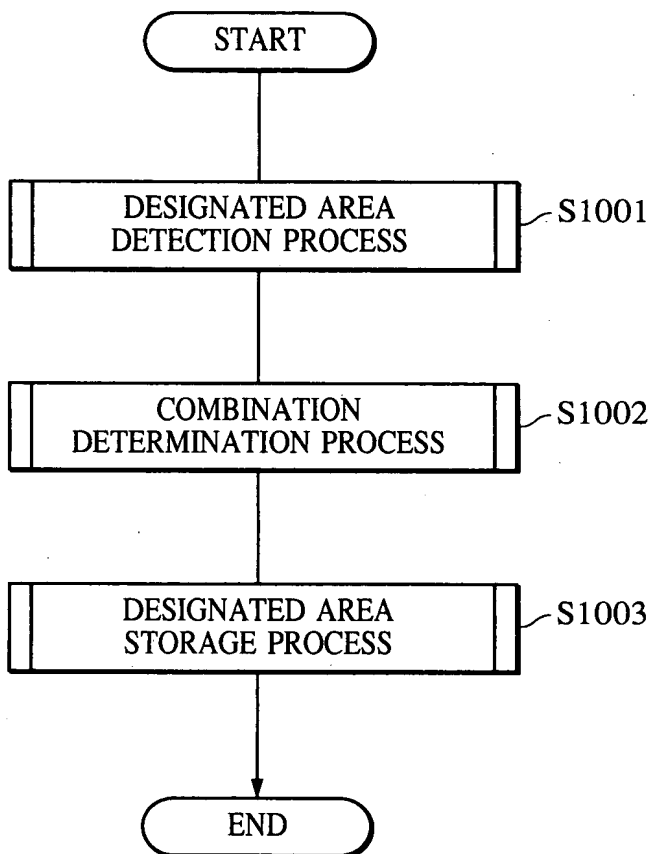 START
DESIGNATED AREA
DETECTION PROCESS
S1001
COMBINATION
DETERMINATION PROCESS
S1002
DESIGNATED AREA
STORAGE PROCESS
S1003
END